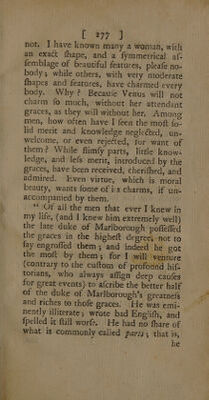 [ 277 ]
not. I have known many a woman, with
an exact shape, and a symmetrical as-
semblage of beautiful features, please no-
body; while others, with very moderate
shapes and features, have charmed every
body. Why? Because Venus will not
charm so much, without her attendant
graces, as they will without her. Among
men, how often have I seen the most so-
lid merit and knowledge neglected, un-
welcome, or even rejected, for want of
them? While flimsy parts, little know-
ledge, and less merit, introduced by the
graces, have been received, cherished, and
admired. Even virtue, which is moral
beauty, wants some of its charms, if un-
accompanied by them.
“ Of all the men that ever I knew in
my life, (and I knew him extremely well)
the late duke of Marlborough possessed
the graces in the highest degree, not to
say engrossed them; and indeed he got
the most by them; for I will venture
(contrary to the custom of profound his-
torians, who always assign deep causes
for great events) to ascribe the better half
of the duke of Marlborough's greatness
and riches to those graces. He was emi-
nently illiterate; wrote bad English, and
spelled it still worse. He had no share of
what is commonly called parts; that is,
he